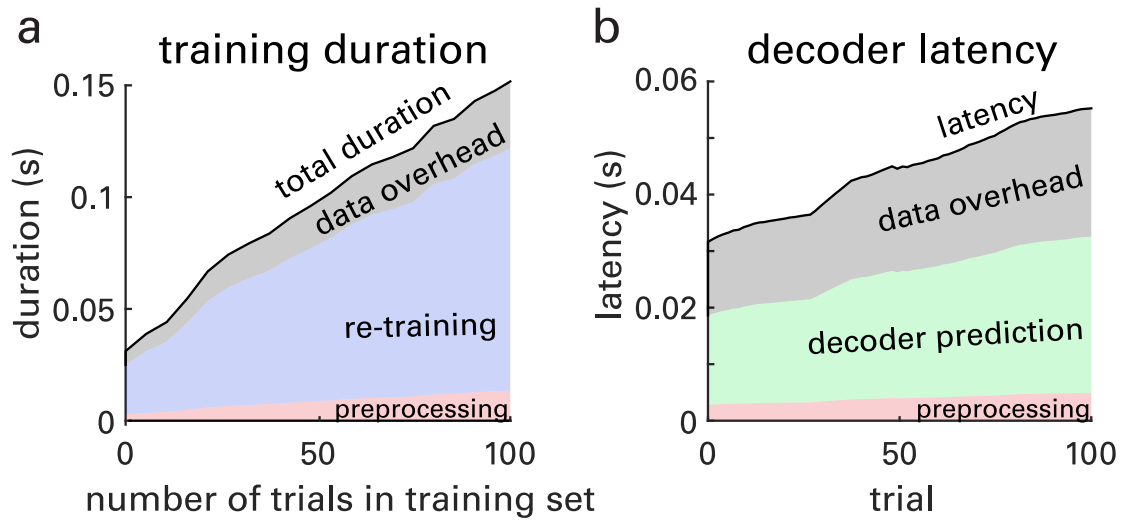 a
training duration
0.15
0.1
0.05
0
duration (s)
total duration
data overhead
re-training
preprocessing
0
50
100
number of trials in training set
b
decoder latency
0.06
0.04
0.02
0
latency (s)
latency
data overhead
decoder prediction
preprocessing
0
50
100
trial